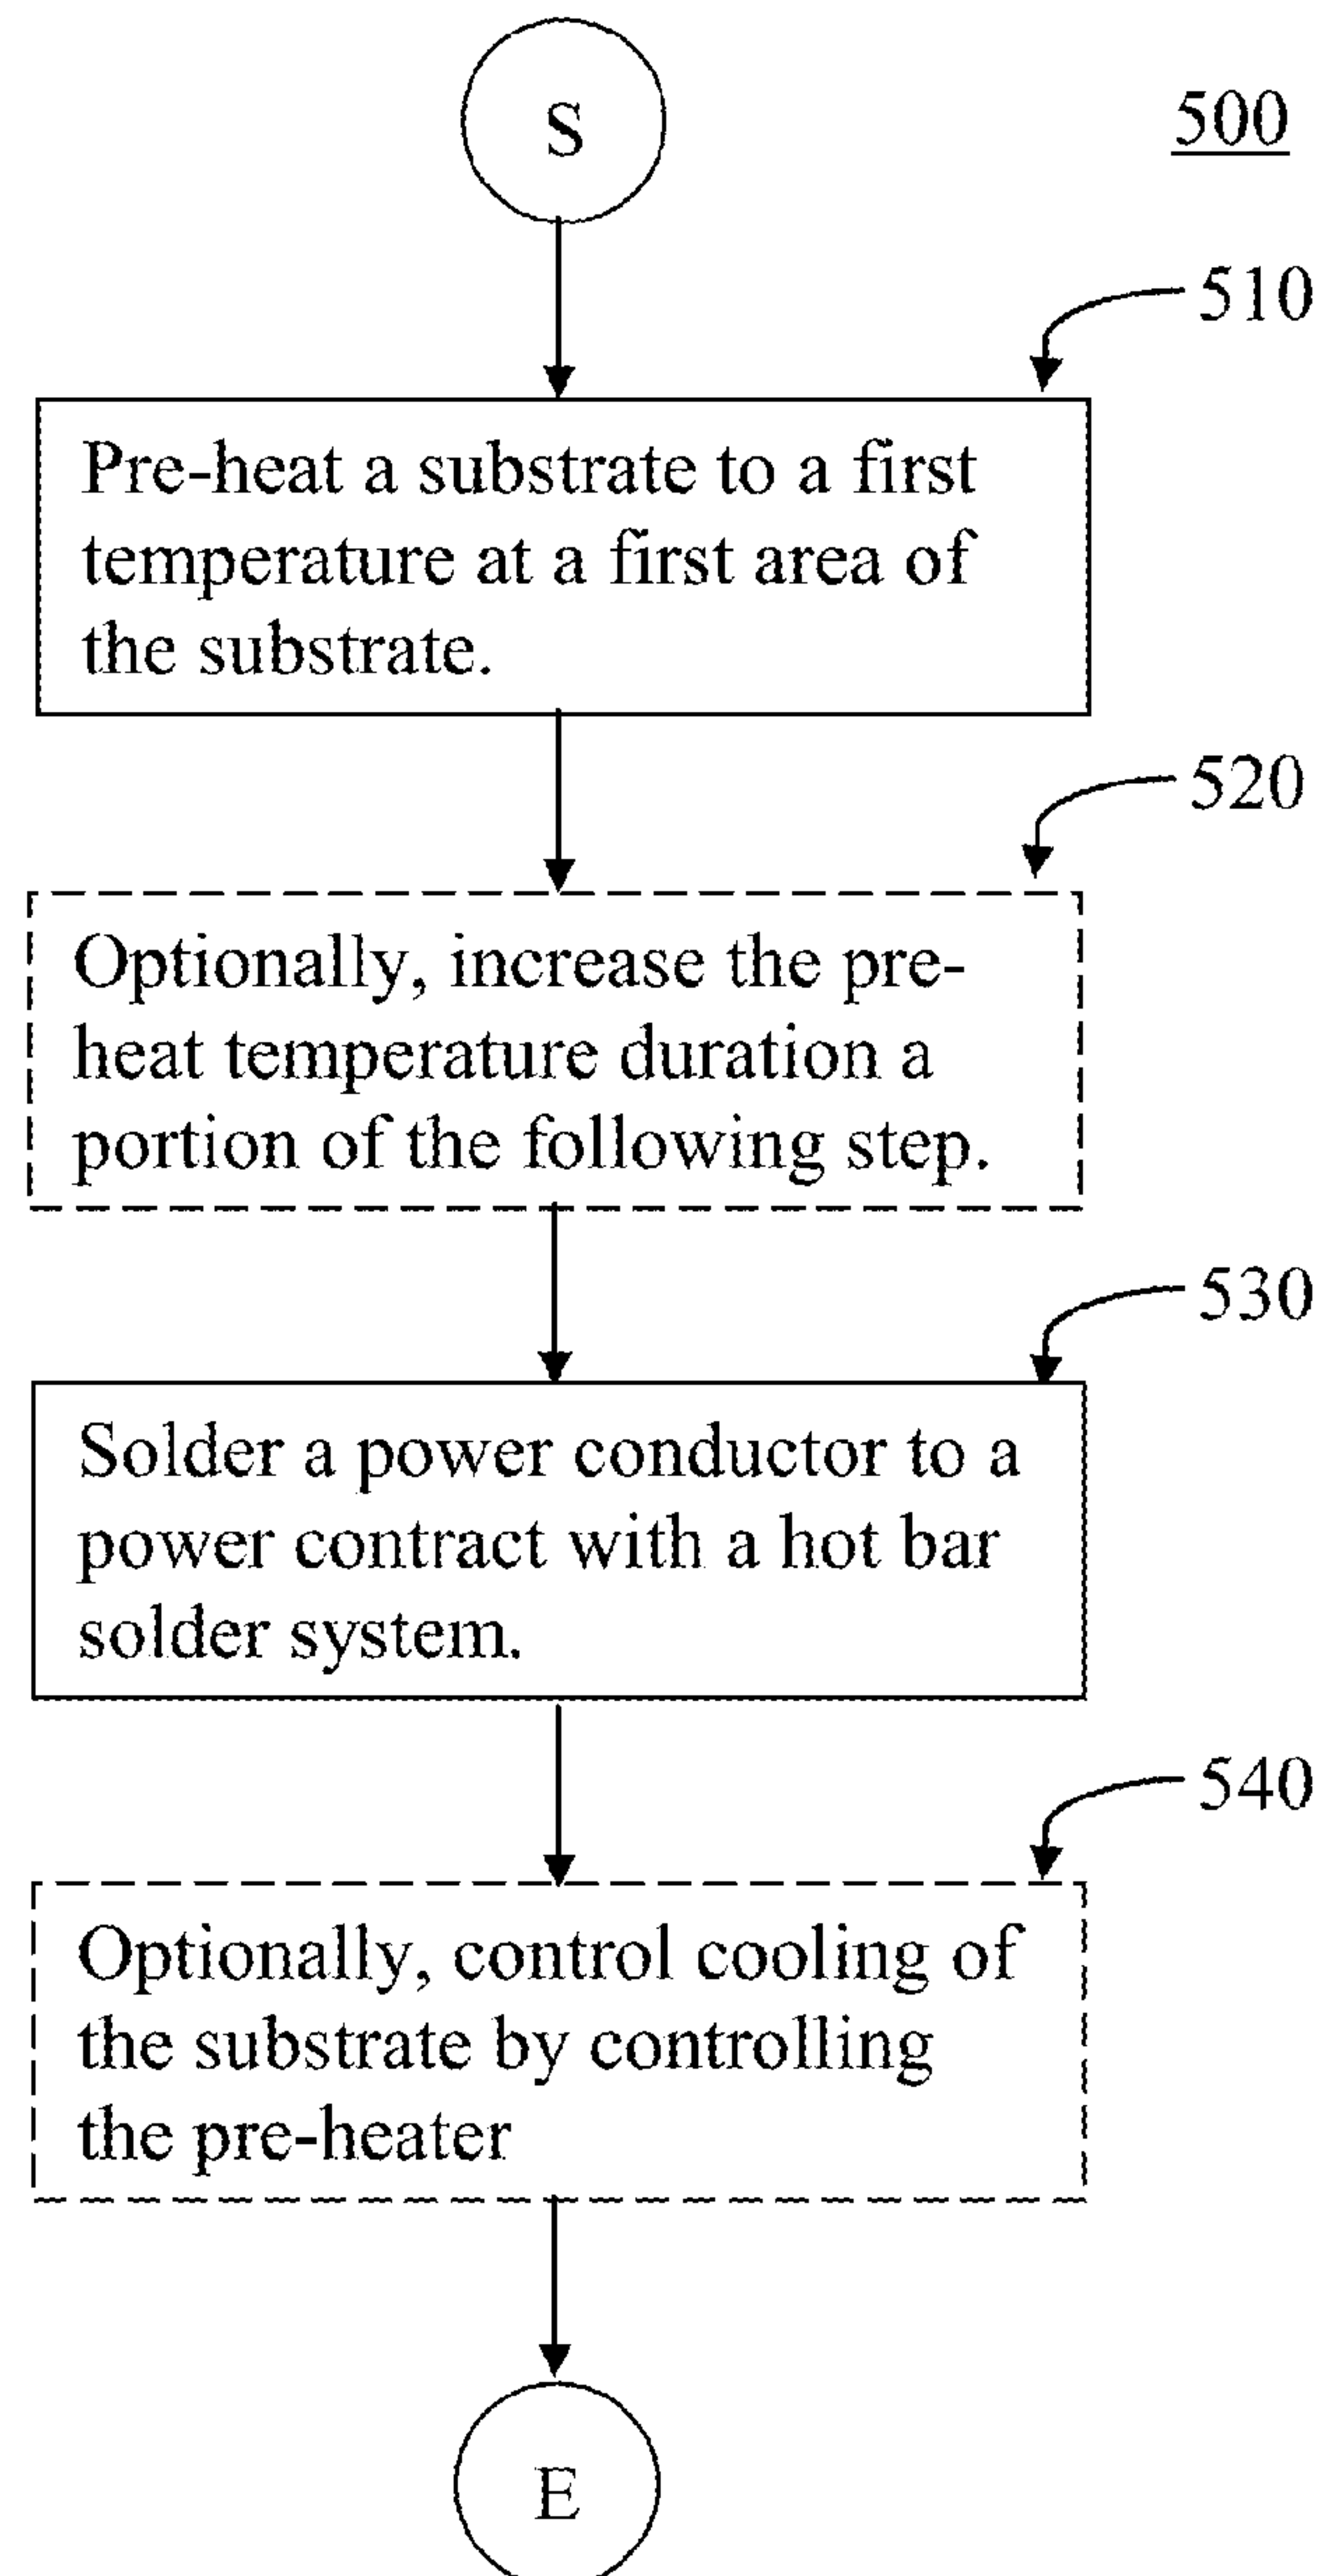 S
500
510
Pre-heat a substrate to a first
temperature at a first area of
the substrate.
520
Optionally, increase the pre-
heat temperature duration a
portion of the following step.
530
Solder a power conductor to a
power contract with a hot bar
solder system.
540
Optionally, control cooling of
the substrate by controlling
the pre-heater
E